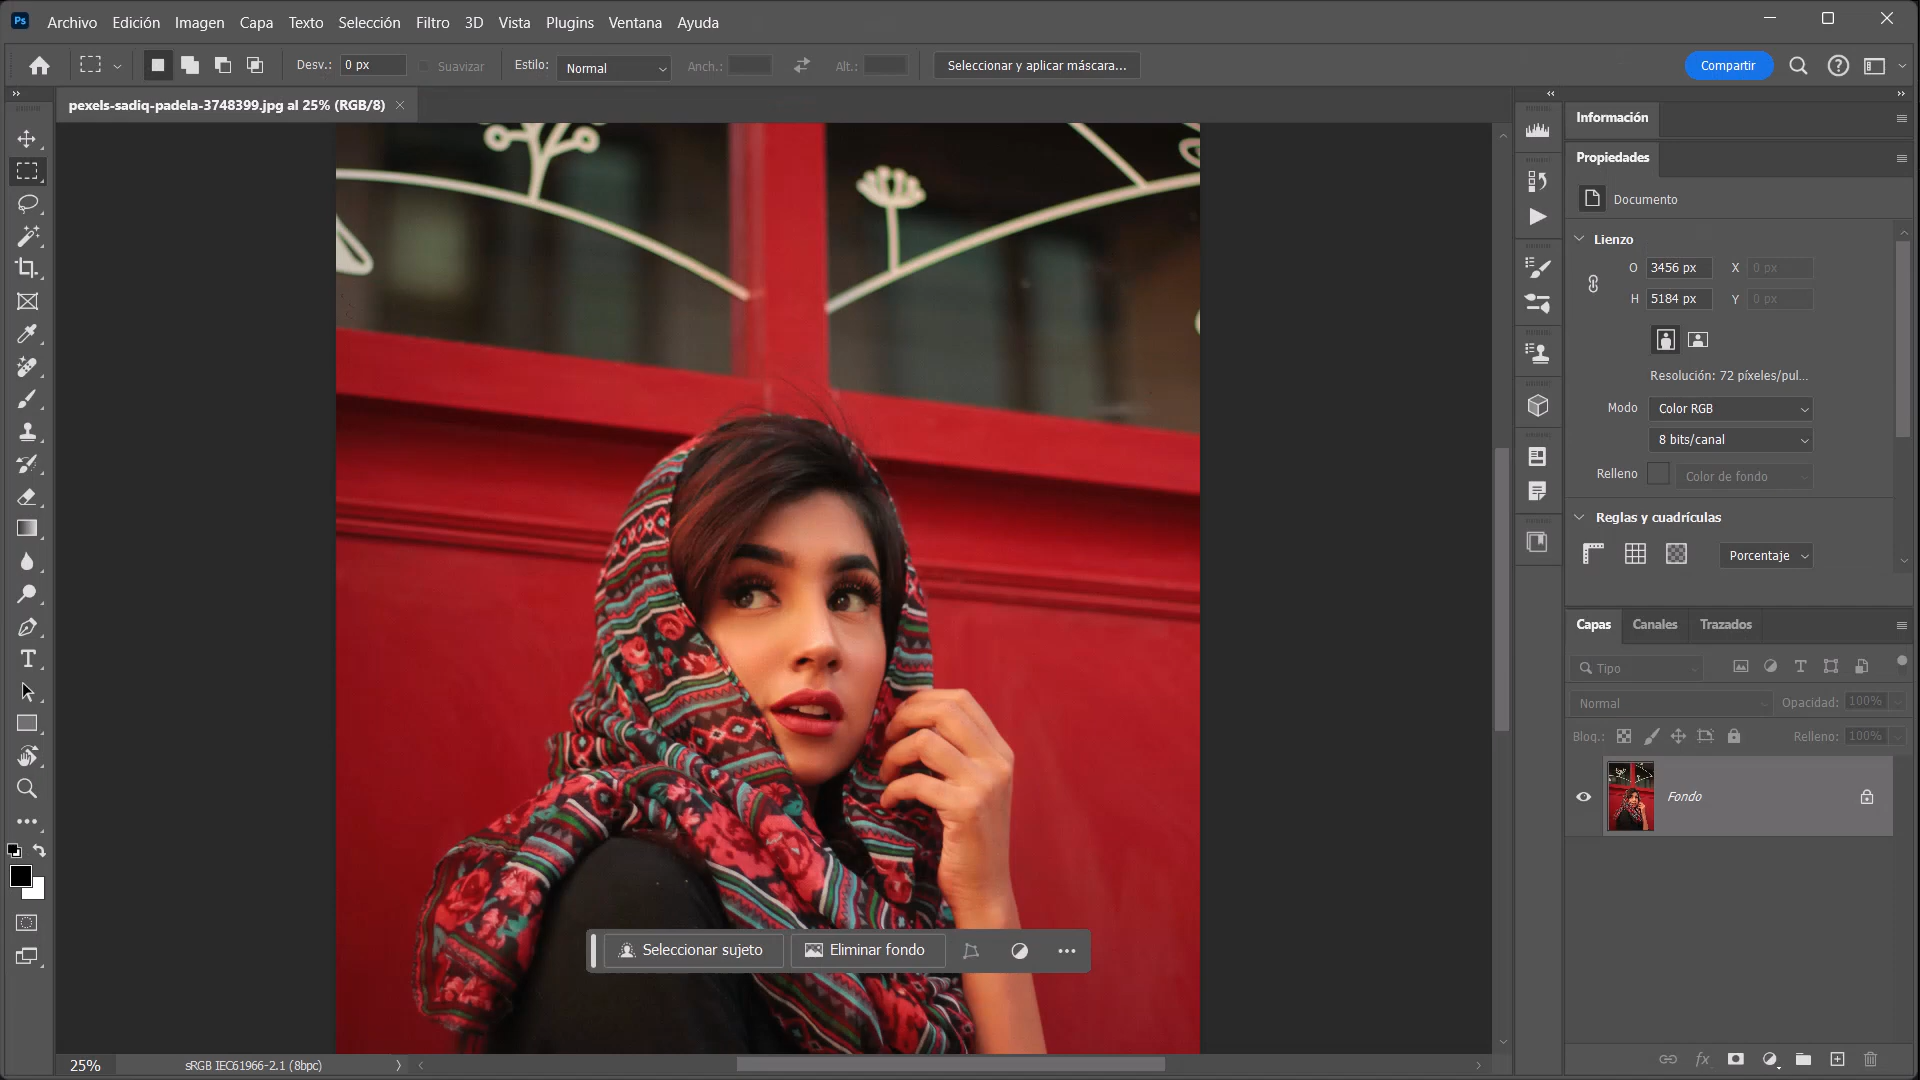 Ps Archivo Edición Imagen Capa Texto Selección Filtro 3D Vista Plugins Ventana Ayuda
Desv.: 0 px Suavizar Estilo: Normal Anch.: Alt.: Seleccionar y aplicar máscara... Compartir
pexels-sadiq-padela-3748399.jpg al 25% (RGB/8)
Información
Propiedades
Documento
Lienzo
O 3456 px X 0 px
H 5184 px Y 0 px
Resolución: 72 píxeles/pul...
Modo Color RGB
8 bits/canal
Relleno Color de fondo
Reglas y cuadrículas
Porcentaje
Capas Canales Trazados
Tipo
Normal Opacidad: 100%
Bloq.: Relleno: 100%
Fondo
Seleccionar sujeto Eliminar fondo
25% sRGB IEC61966-2.1 (8bpc)
fx